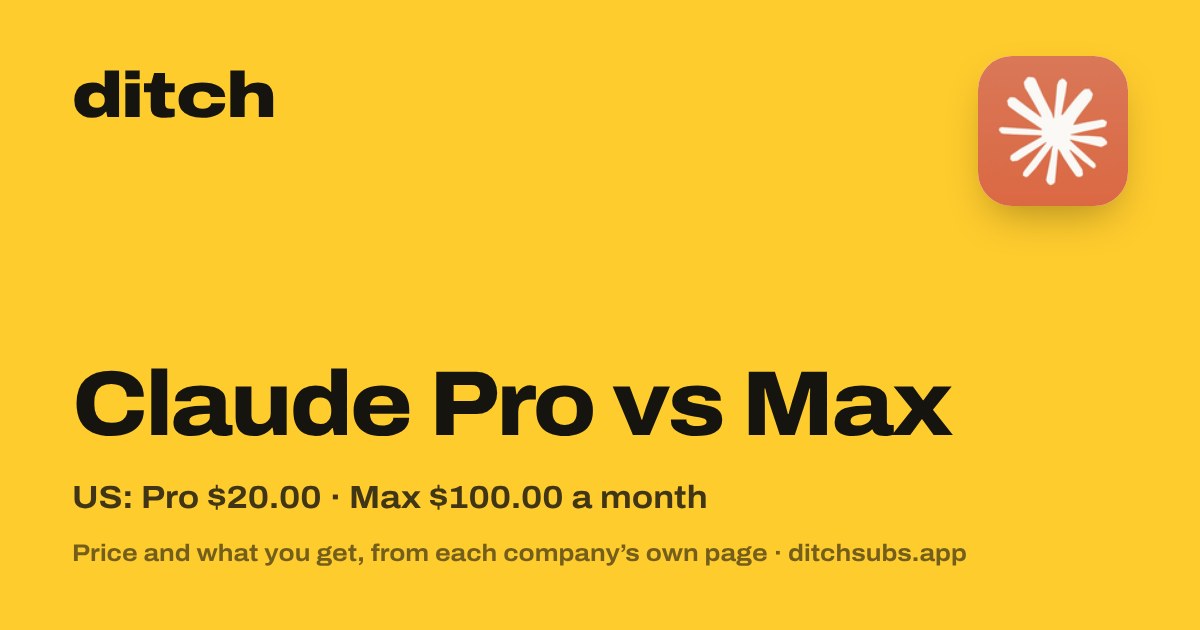 ditch
Claude Pro vs Max
US: Pro $20.00 · Max $100.00 a month
Price and what you get, from each company’s own page · ditchsubs.app